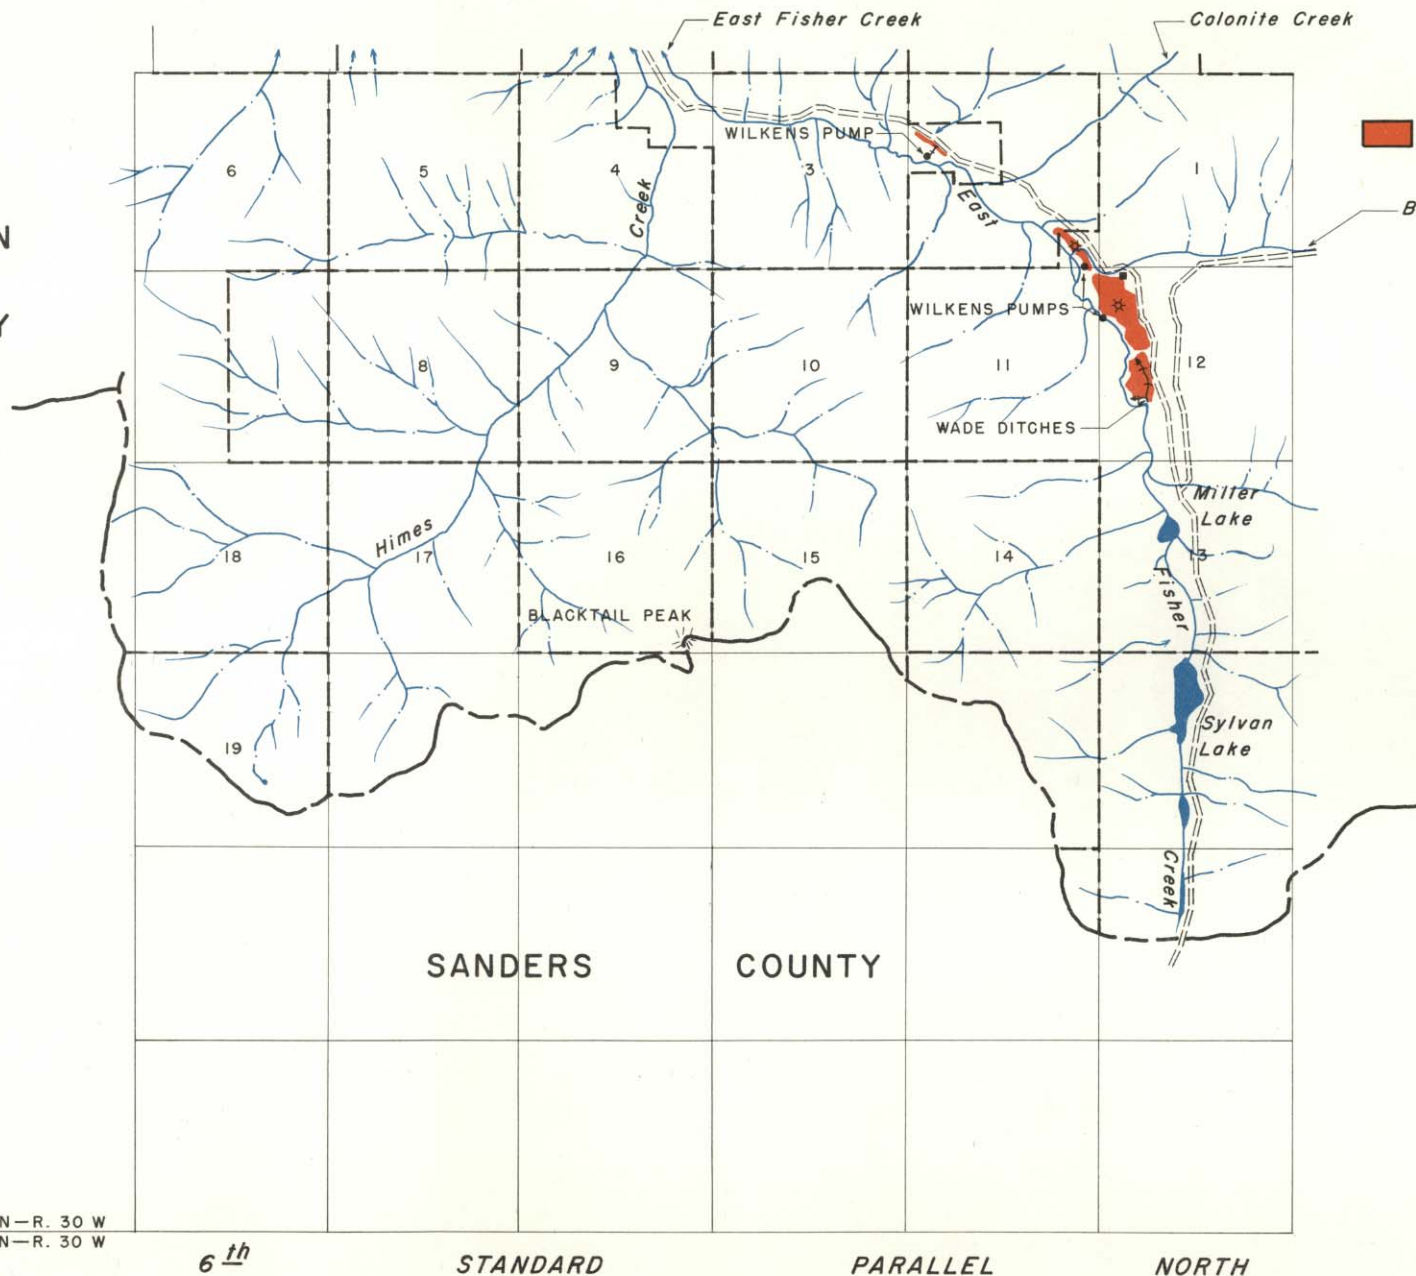 East Fisher Creek
Colonite Creek
WILKENS PUMP
6
5
4
3
1
Creek
East
B
N
Y
WILKENS PUMPS
8
9
10
11
12
WADE DITCHES
Miller
Lake
Himes
18
17
16
15
14
13
Fisher
BLACKTAIL PEAK
19
Sylvan
Lake
Creek
SANDERS COUNTY
N—R. 30 W
N—R. 30 W
6th STANDARD PARALLEL NORTH